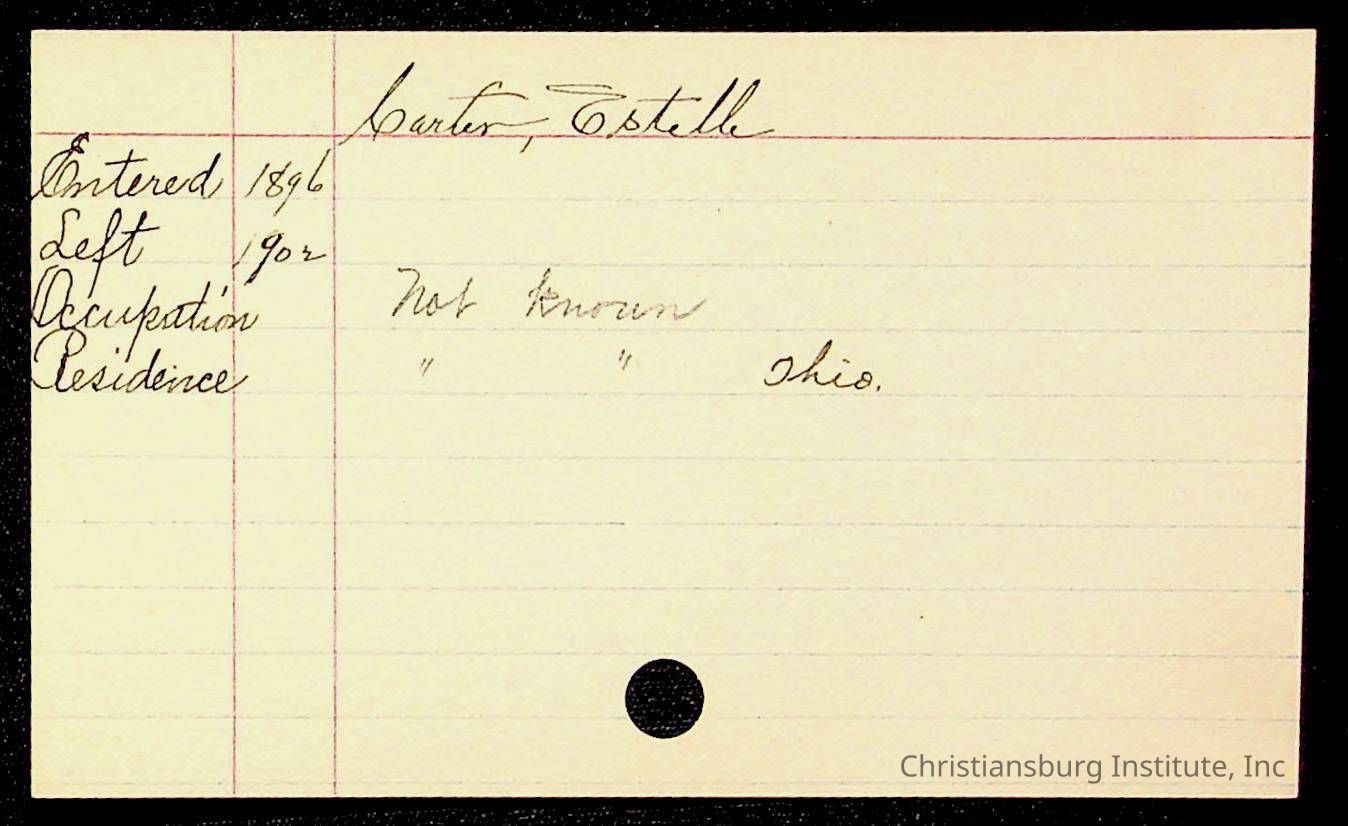 Carter, Estelle
Entered 1896
Left 1902
Occupation Not known
Residence " " Ohio.
Christiansburg Institute, Inc